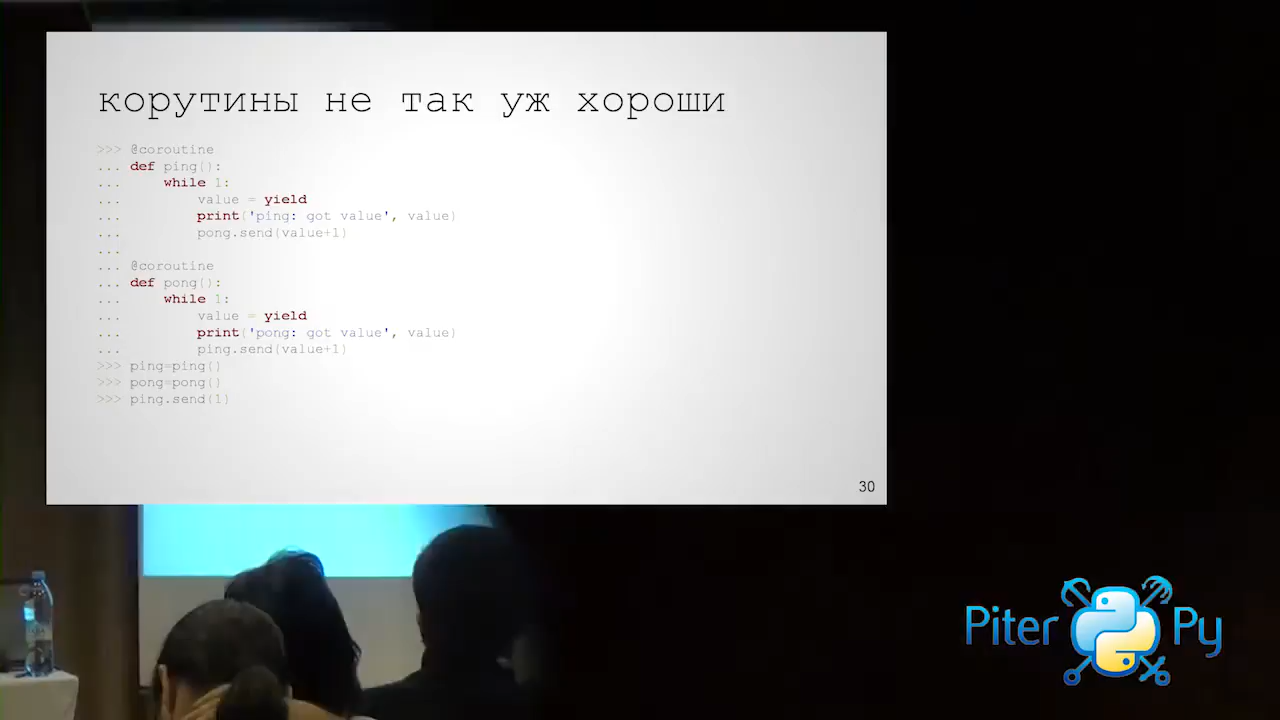 корутины не так уж хороши
>>> @coroutine
... def ping():
...     while 1:
...         value = yield
...         print('ping: got value', value)
...         pong.send(value+1)
...
... @coroutine
... def pong():
...     while 1:
...         value = yield
...         print('pong: got value', value)
...         ping.send(value+1)
>>> ping=ping()
>>> pong=pong()
>>> ping.send(1)
30
Piter Py